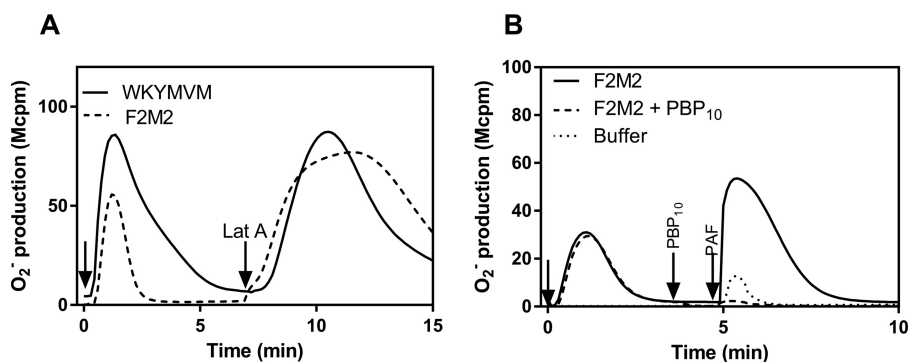 A
O₂⁻ production (Mcpm)
100
50
0
WKYMVM
F2M2
Lat A
0
5
10
15
Time (min)
B
O₂⁻ production (Mcpm)
100
80
60
40
20
0
F2M2
F2M2 + PBP₁₀
Buffer
PBP₁₀
PAF
0
5
10
Time (min)